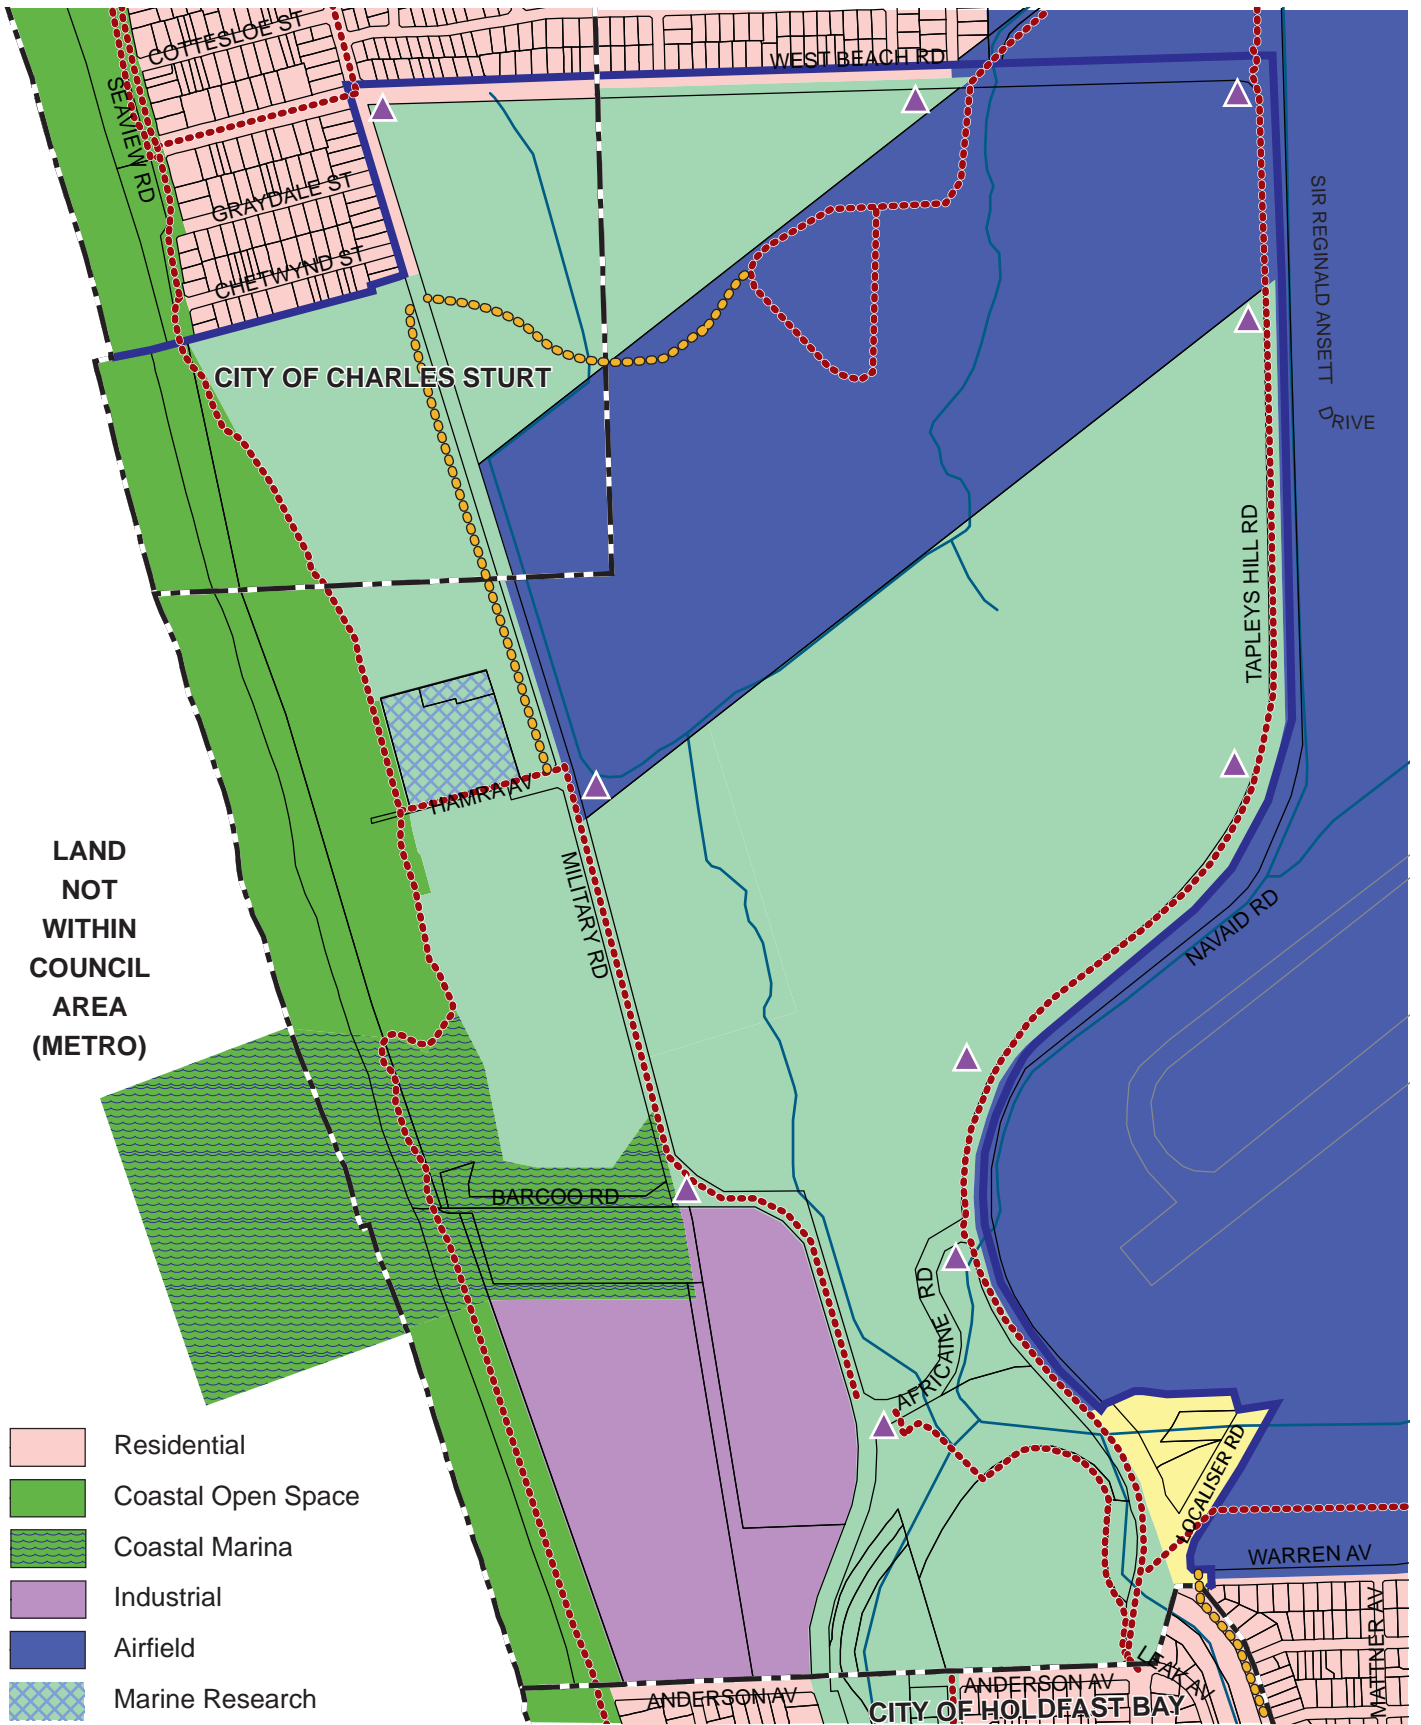 COTTESLOE ST
WEST BEACH RD
SEAVIEW RD
GRAYDALE ST
CHETWYND ST
SIR REGINALD ANSETT DRIVE
CITY OF CHARLES STURT
TAPLEYS HILL RD
HAMRA AV
LAND
NOT
WITHIN
COUNCIL
AREA
(METRO)
MILITARY RD
NAVAID RD
BARCOO RD
AFRICAINE RD
LOCALISER RD
WARREN AV
Residential
Coastal Open Space
Coastal Marina
Industrial
Airfield
Marine Research
MATTNER AV
LEAK AV
ANDERSON AV
ANDERSON AV
CITY OF HOLDFAST BAY